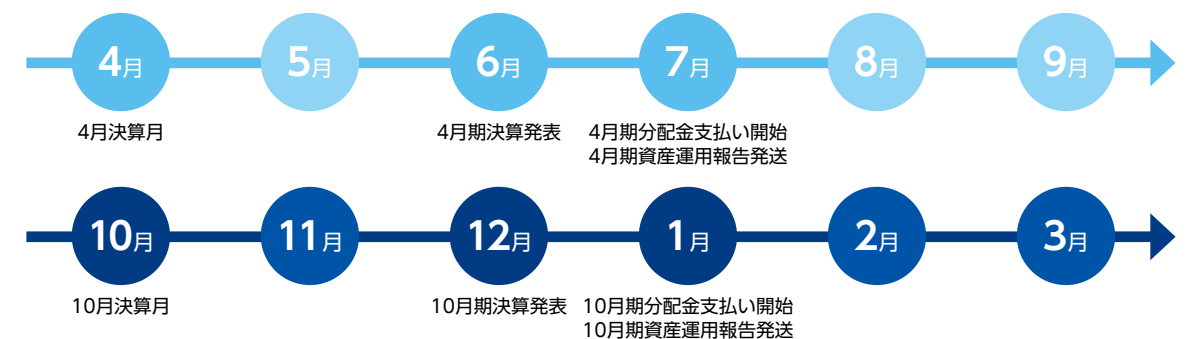 4月 5月 6月 7月 8月 9月
4月決算月 4月期決算発表 4月期分配金支払い開始
4月期資産運用報告発送
10月 11月 12月 1月 2月 3月
10月決算月 10月期決算発表 10月期分配金支払い開始
10月期資産運用報告発送